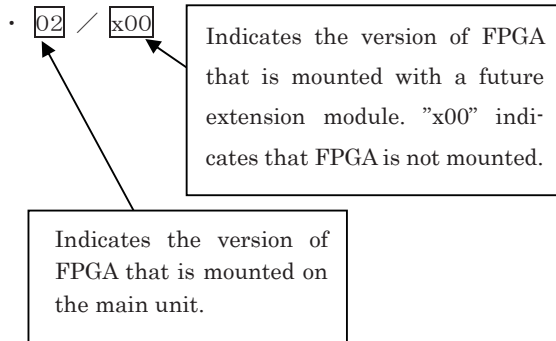 ・ 02 ／ x00
Indicates the version of FPGA
that is mounted with a future
extension module. ”x00” indi-
cates that FPGA is not mounted.
Indicates the version of
FPGA that is mounted on
the main unit.